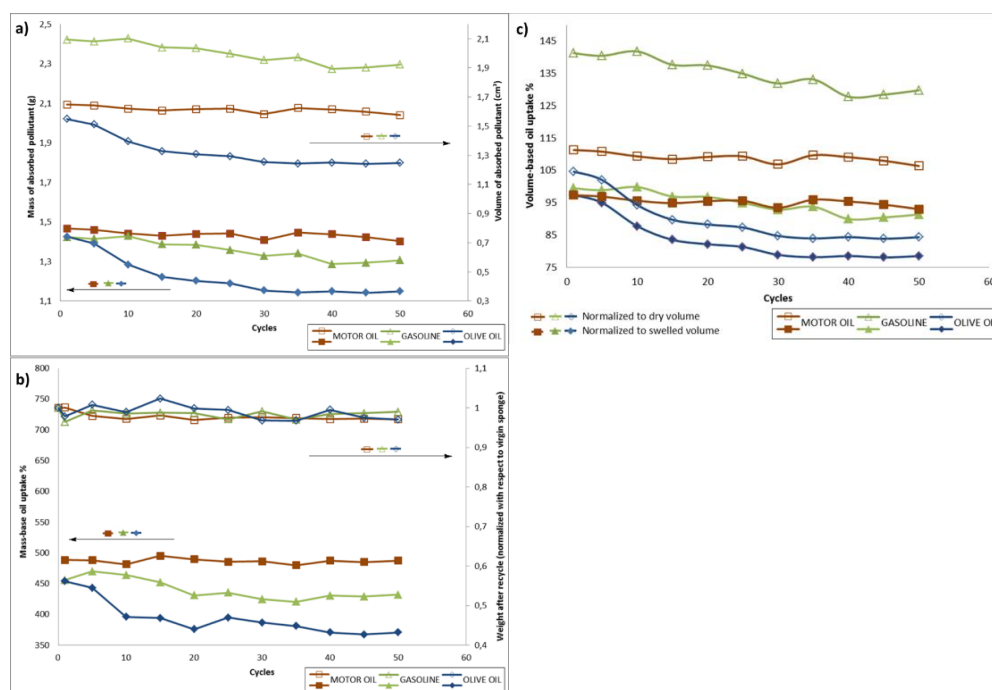 a)
2,5
2,3
2,1
1,9
1,7
1,5
1,3
1,1
Mass of absorbed polliutant (g)
2,1
1,9
1,7
1,5
1,3
1,1
0,9
0,7
0,5
0,3
Volume of absorbed pollutant (cm³)
0 10 20 30 40 50 60
Cycles
MOTOR OIL GASOLINE OLIVE OIL
b)
800
750
700
650
600
550
500
450
400
350
Mass-base oil uptake %
1,1
1
0,9
0,8
0,7
0,6
0,5
0,4
Weight after recycle (normalized with respect to virgin sponge)
0 10 20 30 40 50 60
Cycles
MOTOR OIL GASOLINE OLIVE OIL
c)
145
135
125
115
105
95
85
75
Volume-based oil uptake %
0 10 20 30 40 50 60
Cycles
Normalized to dry volume
Normalized to swelled volume
MOTOR OIL GASOLINE OLIVE OIL